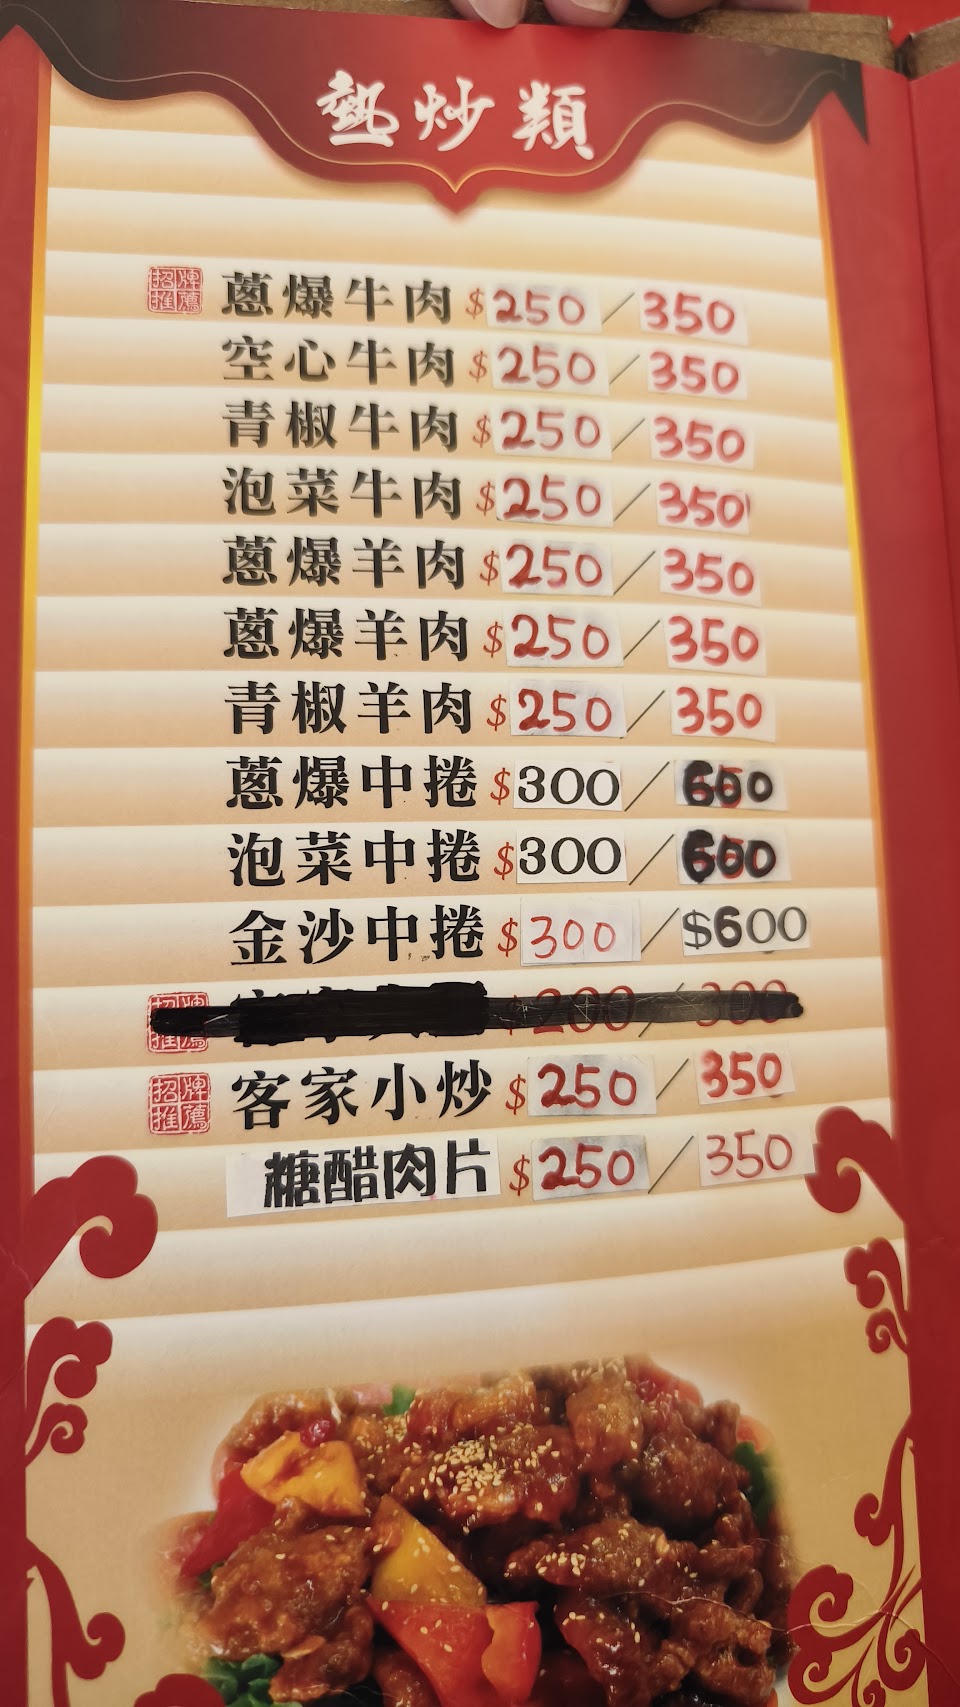 熱炒類
招牌推薦 蔥爆牛肉 $250/350
空心牛肉 $250/350
青椒牛肉 $250/350
泡菜牛肉 $250/350
蔥爆羊肉 $250/350
蔥爆羊肉 $250/350
青椒羊肉 $250/350
蔥爆中捲 $300/600
泡菜中捲 $300/600
金沙中捲 $300/$600
招牌推薦 $200/300
招牌推薦 客家小炒 $250/350
糖醋肉片 $250/350